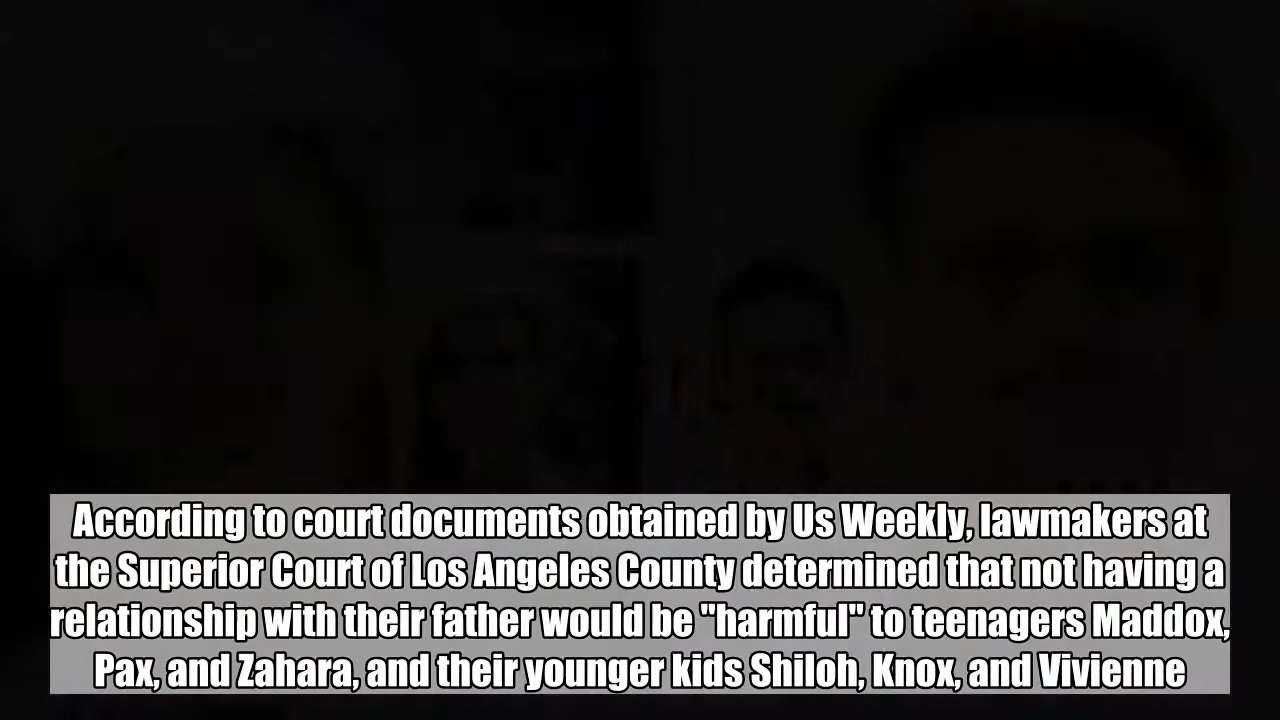 According to court documents obtained by Us Weekly, lawmakers at
the Superior Court of Los Angeles County determined that not having a
relationship with their father would be "harmful" to teenagers Maddox,
Pax, and Zahara, and their younger kids Shiloh, Knox, and Vivienne